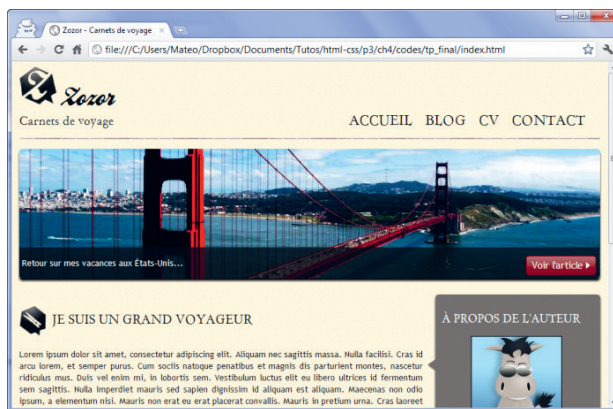 Zozor - Carnets de voyage
file:///C:/Users/Mateo/Dropbox/Documents/Tutos/html-css/p3/ch4/codes/tp_final/index.html
Zozor
Carnets de voyage
ACCUEIL BLOG CV CONTACT
Retour sur mes vacances aux États-Unis...
Voir l'article
JE SUIS UN GRAND VOYAGEUR
À PROPOS DE L'AUTEUR
Lorem ipsum dolor sit amet, consectetur adipiscing elit. Aliquam nec sagittis massa. Nulla facilisi. Cras id
arcu lorem, et semper purus. Cum sociis natoque penatibus et magnis dis parturient montes, nascetur
ridiculus mus. Duis vel enim mi, in lobortis sem. Vestibulum luctus elit eu libero ultrices id fermentum
sem sagittis. Nulla imperdiet mauris sed sapien dignissim id aliquam est aliquam. Maecenas non odio
ipsum, a elementum nisi. Mauris non erat eu erat placerat convallis. Mauris in pretium urna. Cras laoreet